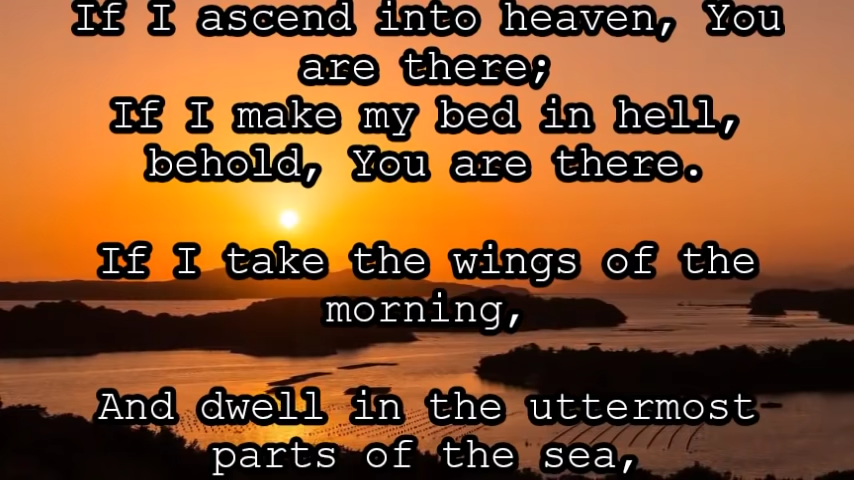 If I ascend into heaven, You
are there;
If I make my bed in hell,
behold, You are there.
If I take the wings of the
morning,
And dwell in the uttermost
parts of the sea,